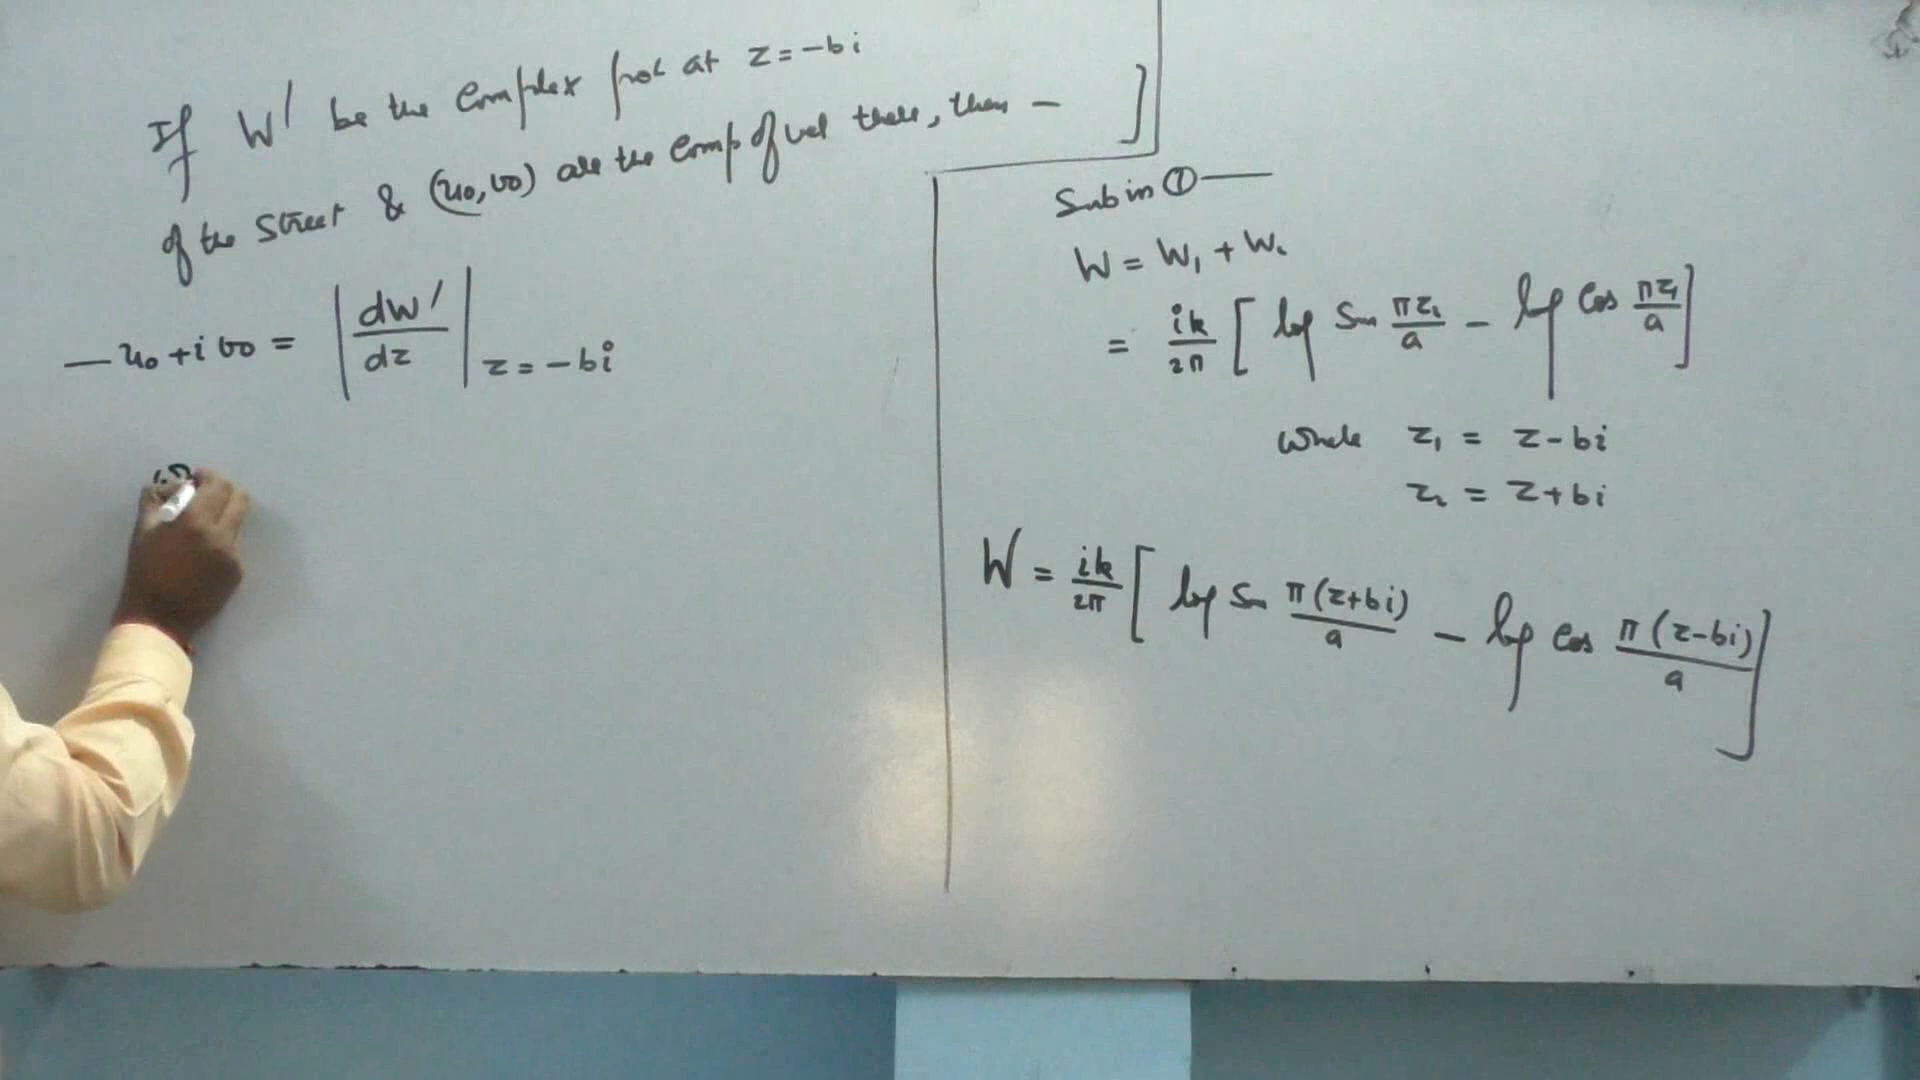 If W' be the Complex pot at z = -bi
of the street & (u₀, v₀) are the Comp of vel there, then —
— u₀ + i v₀ = | dW' / dz | z = -bi
Sub in ① —
W = W₁ + W₂
= ik/2π [ log Sin πz₂/a - log Cos πz₁/a ]
where z₁ = z - bi
z₂ = z + bi
W = ik/2π [ log Sin π(z+bi)/a - log Cos π(z-bi)/a ]